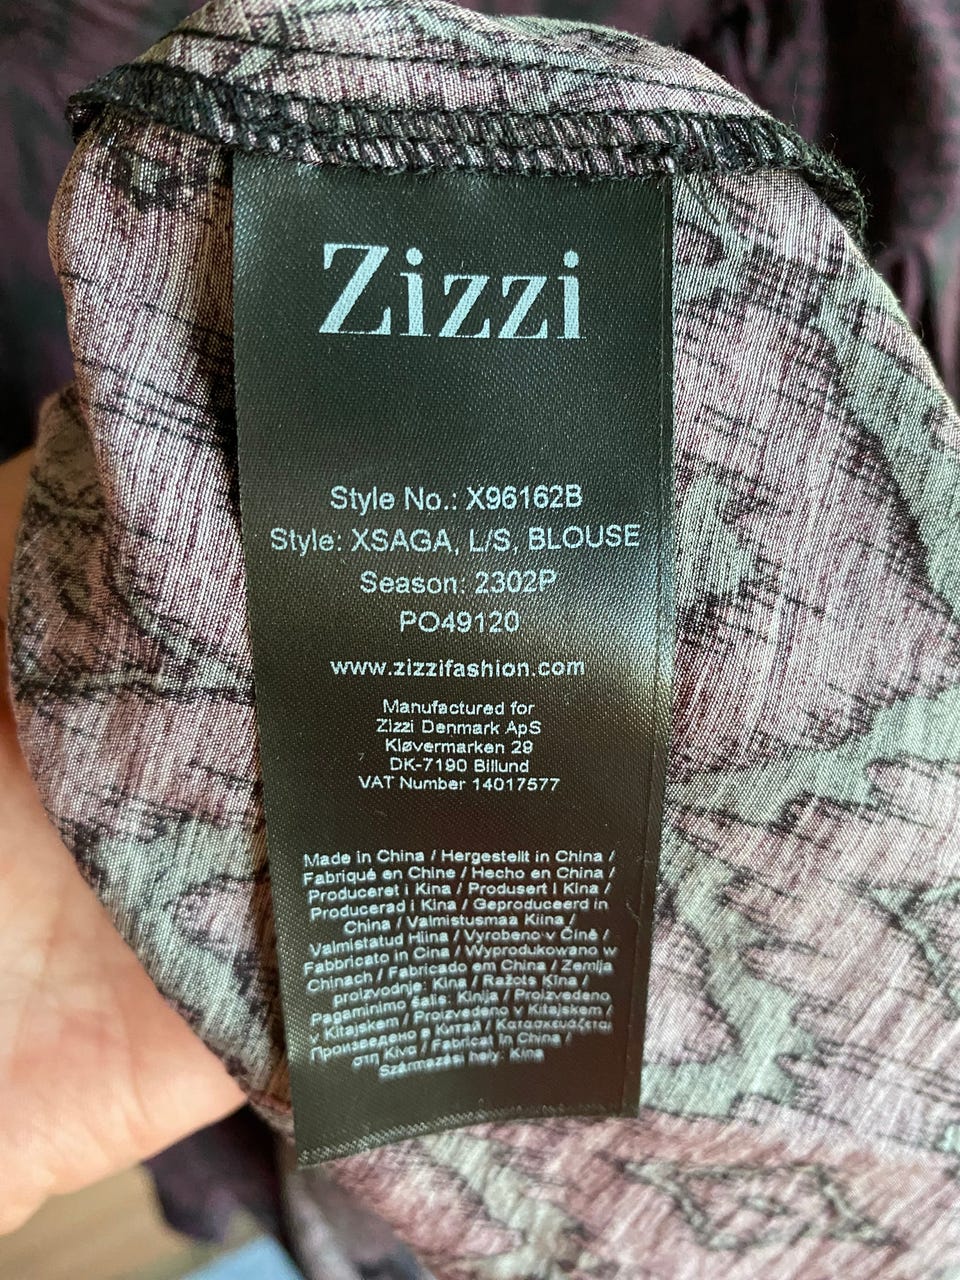 Zizzi
Style No.: X96162B
Style: XSAGA, L/S, BLOUSE
Season: 2302P
PO49120
www.zizzifashion.com
Manufactured for
Zizzi Denmark ApS
Kløvermarken 29
DK-7190 Billund
VAT Number 14017577
Made in China / Hergestellt in China /
Fabriqué en Chine / Hecho en China /
Produceret i Kina / Produsert i Kina /
Producerad i Kina / Geproduceerd in
China / Valmistusmaa Kiina /
Valmistatud Hiina / Vyrobeno v Číně /
Fabbricato in Cina / Wyprodukowano w
Chinach / Fabricado em China / Zemlja
proizvodnje: Kina / Ražots Kina /
Pagaminimo šalis: Kinija / Proizvedeno
v Kitajskem / Proizvedeno v Kitajskem /
Произведено в Китай / Κατασκευάζεται
στη Κίνα / Fabricat în China /
Származási hely: Kína